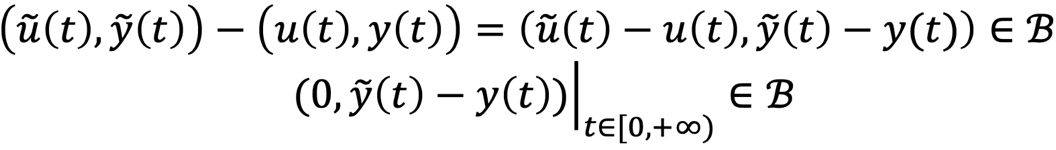 (ũ(t), ỹ(t)) − (u(t), y(t)) = (ũ(t) − u(t), ỹ(t) − y(t)) ∈ ℬ
(0, ỹ(t) − y(t))|_{t∈[0,+∞)} ∈ ℬ